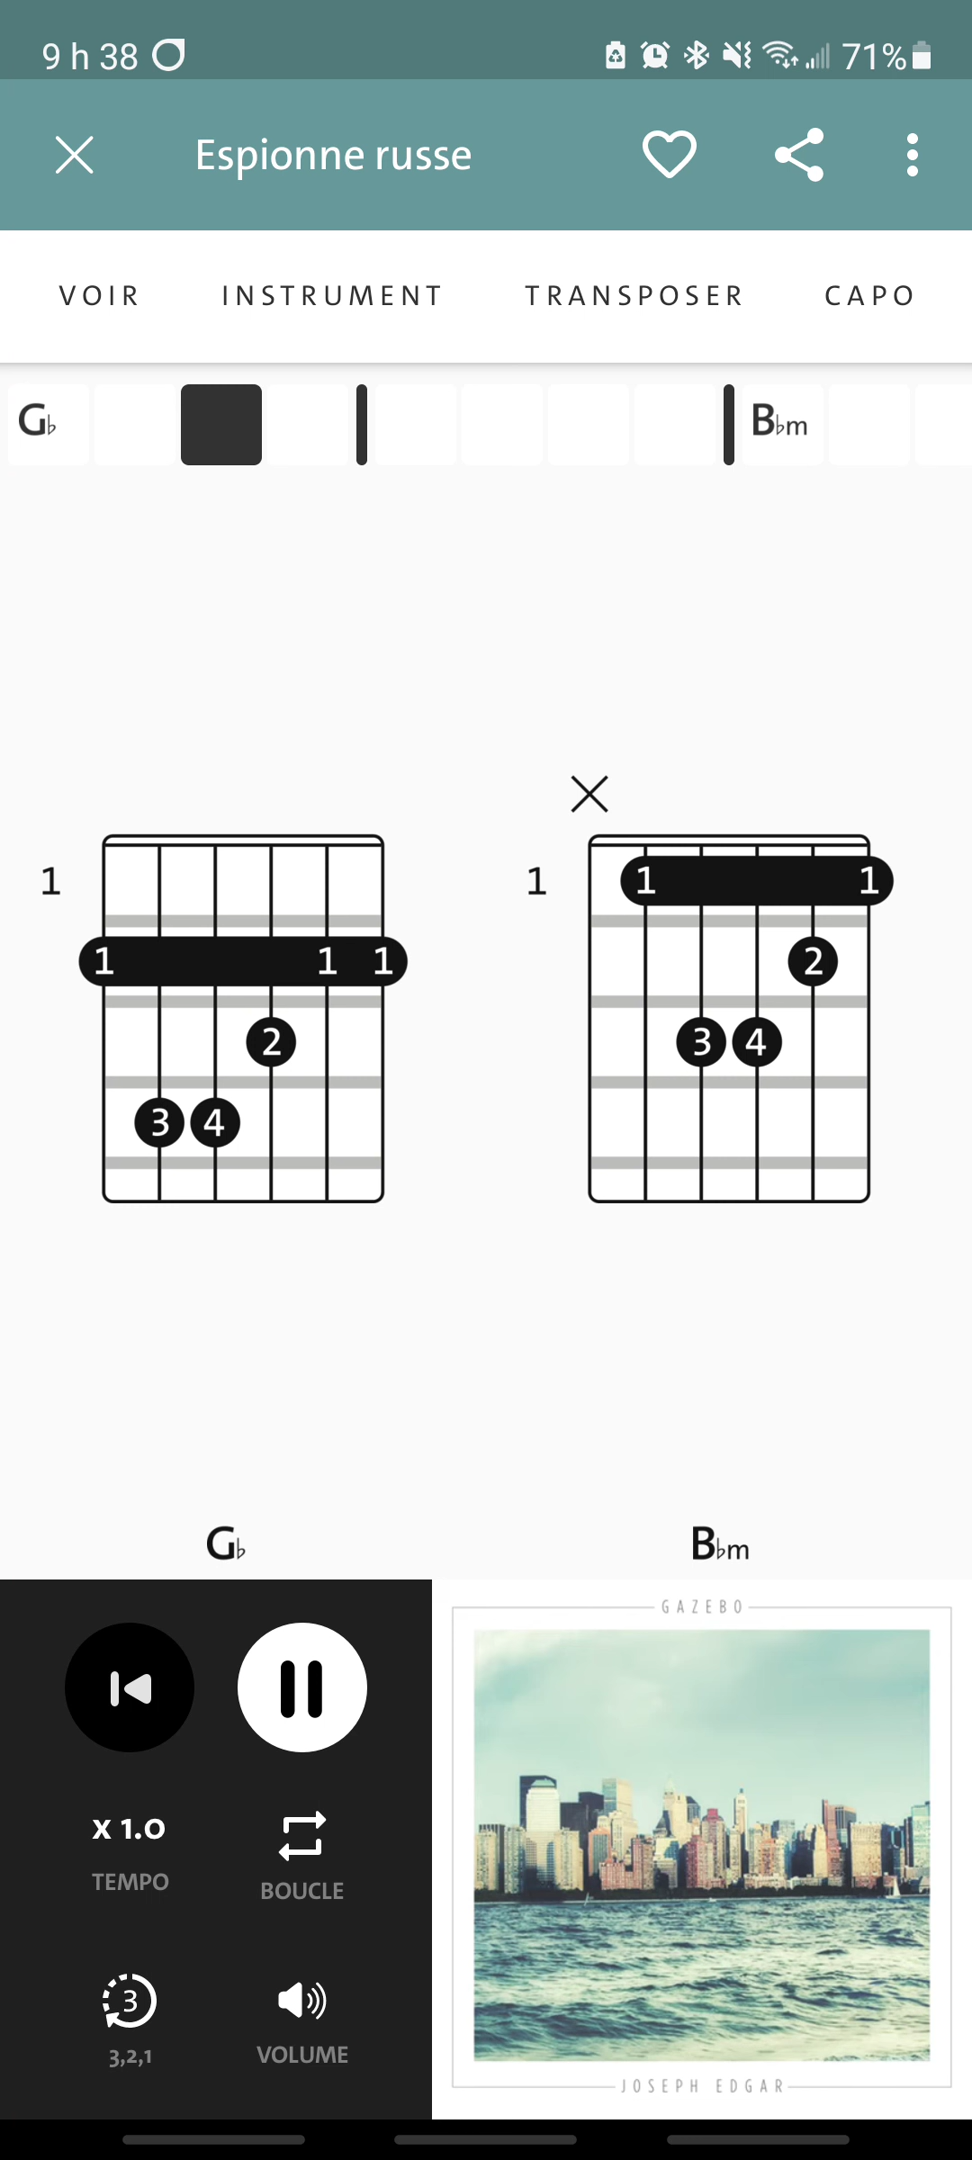 9 h 38 71%
Espionne russe
VOIR INSTRUMENT TRANSPOSER CAPO
G♭ B♭m
1 1 1 1 1 1 1
2 2
3 4
3 4
G♭ B♭m
GAZEBO
X 1.0
TEMPO BOUCLE
3
3,2,1 VOLUME
JOSEPH EDGAR